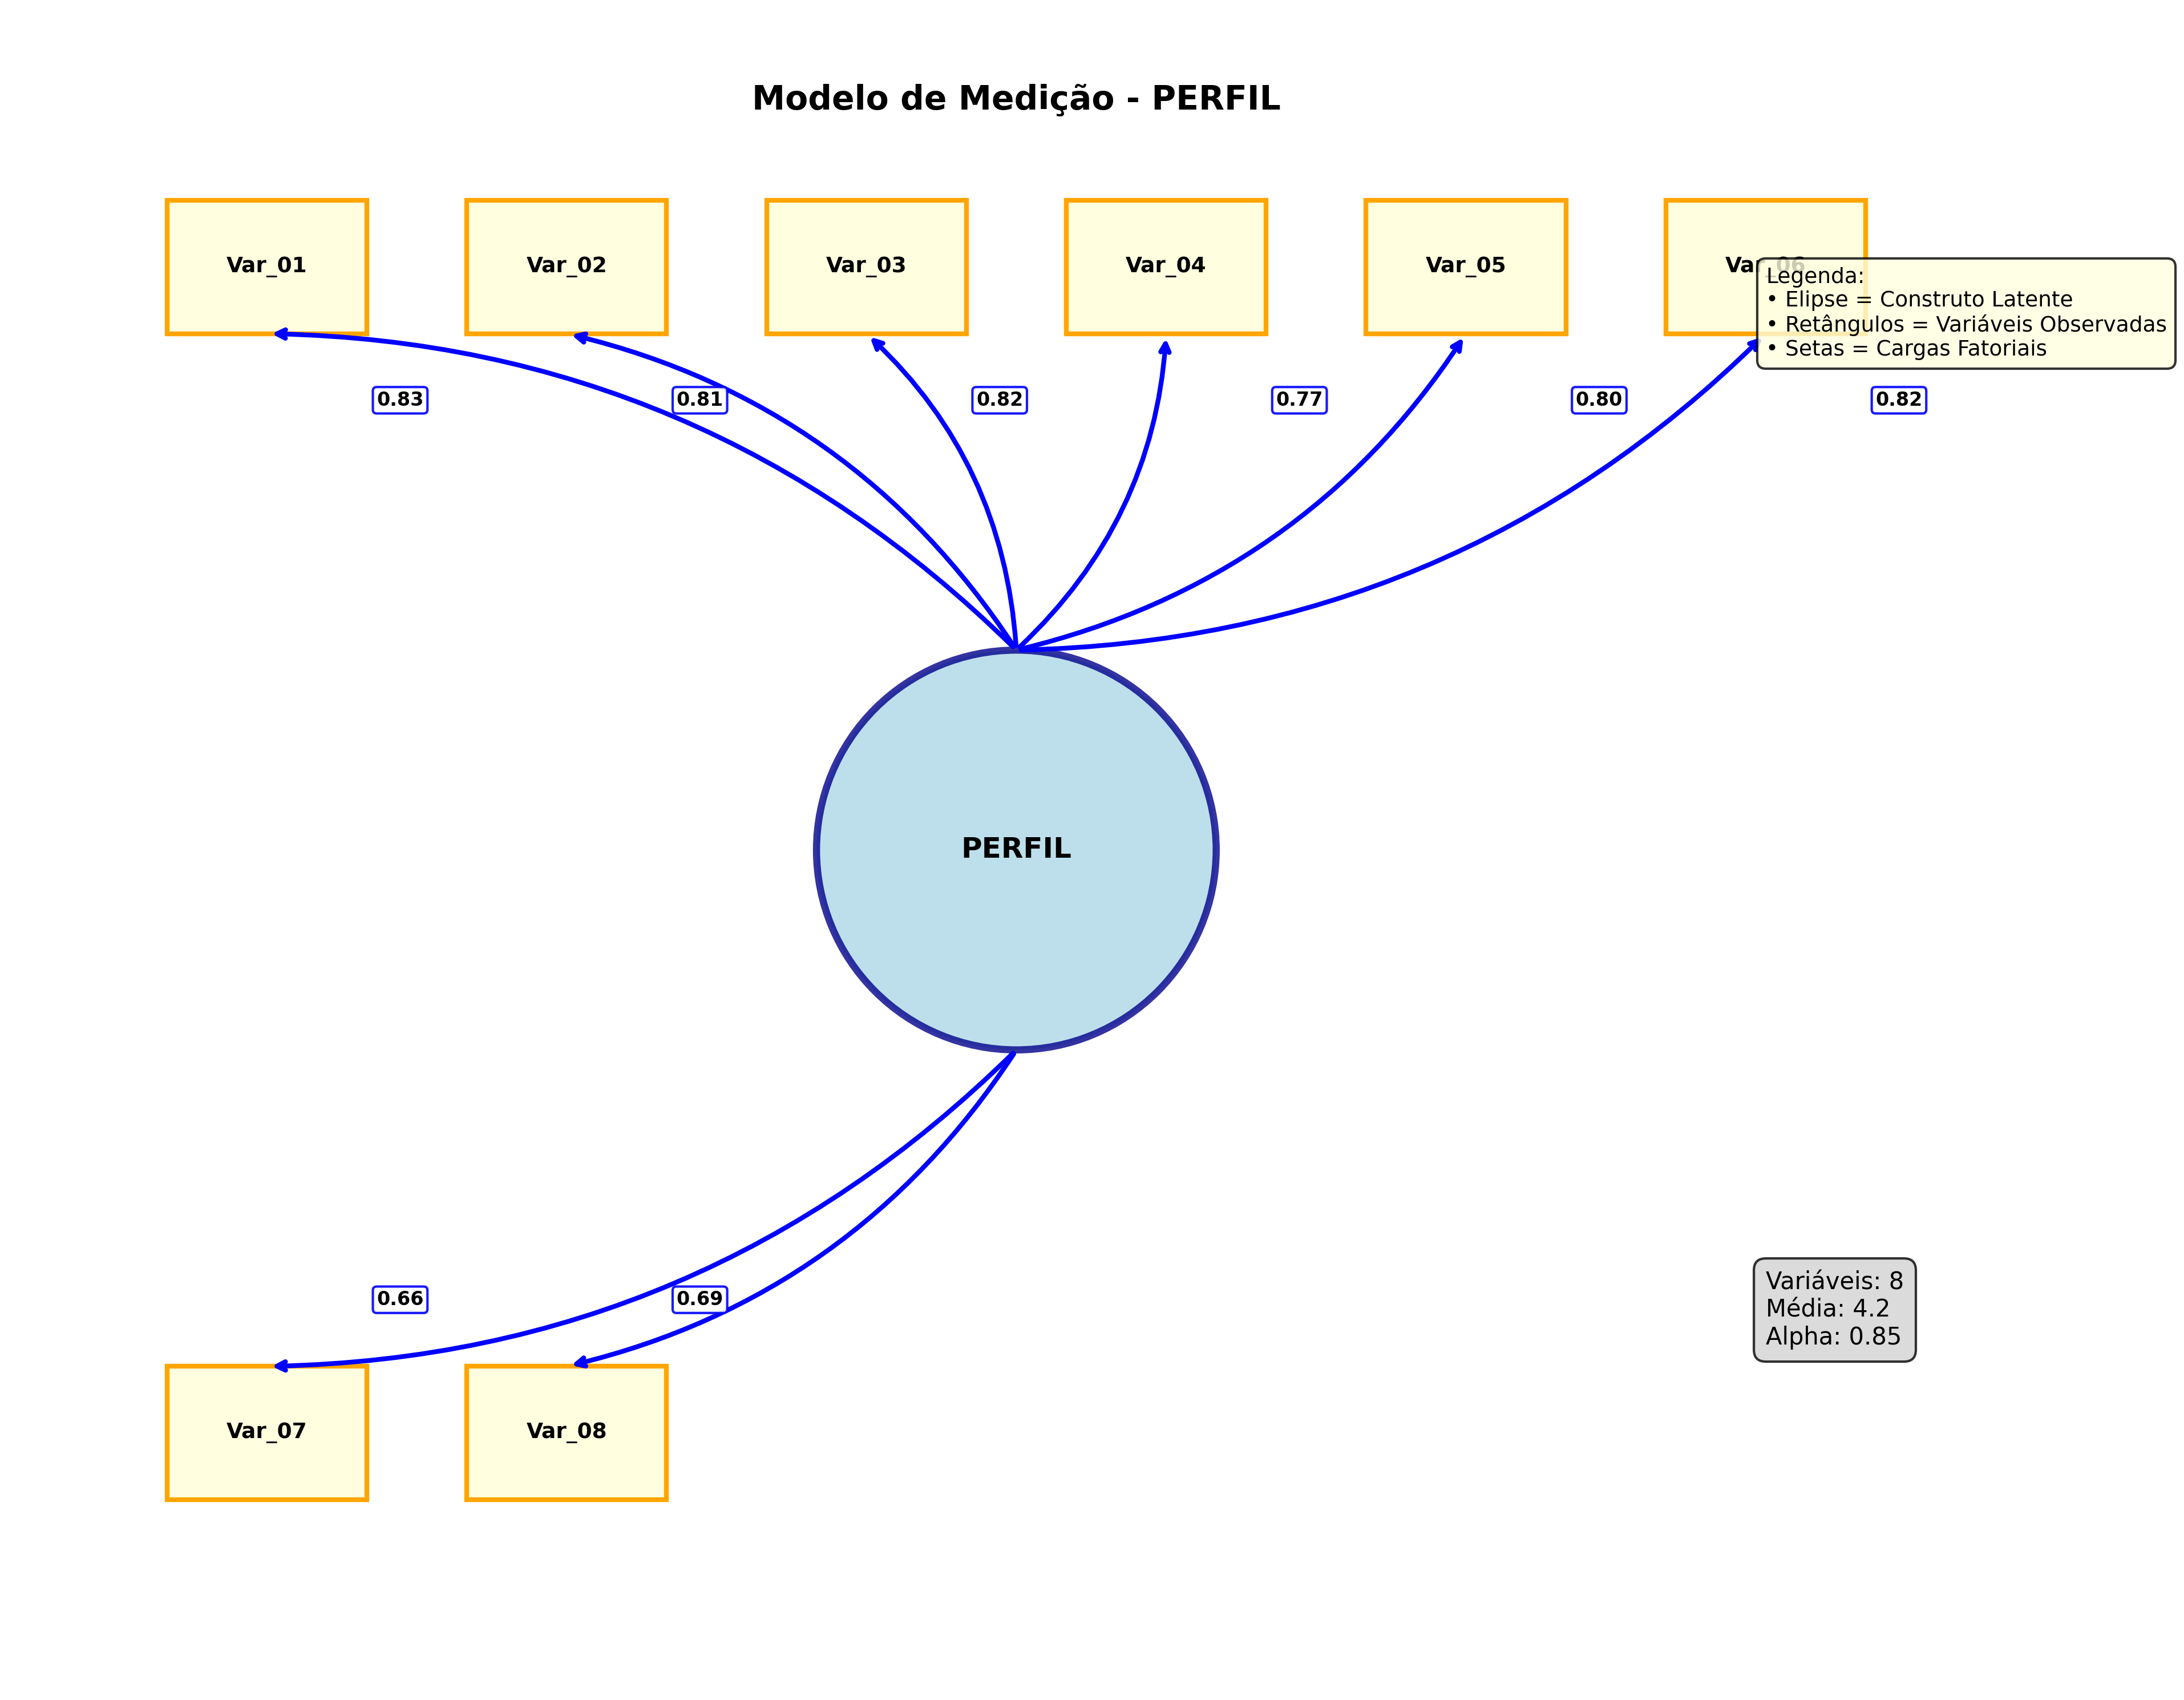 Modelo de Medição - PERFIL
Var_01
Var_02
Var_03
Var_04
Var_05
Var_06
Legenda:
• Elipse = Construto Latente
• Retângulos = Variáveis Observadas
• Setas = Cargas Fatoriais
0.83
0.81
0.82
0.77
0.80
0.82
PERFIL
0.66
0.69
Variáveis: 8
Média: 4.2
Alpha: 0.85
Var_07
Var_08